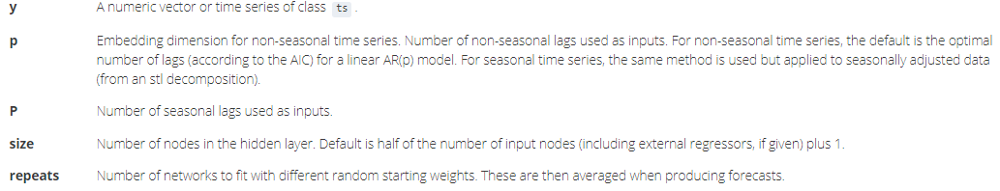 y A numeric vector or time series of class ts .
p Embedding dimension for non-seasonal time series. Number of non-seasonal lags used as inputs. For non-seasonal time series, the default is the optimal
number of lags (according to the AIC) for a linear AR(p) model. For seasonal time series, the same method is used but applied to seasonally adjusted data
(from an stl decomposition).
P Number of seasonal lags used as inputs.
size Number of nodes in the hidden layer. Default is half of the number of input nodes (including external regressors, if given) plus 1.
repeats Number of networks to fit with different random starting weights. These are then averaged when producing forecasts.